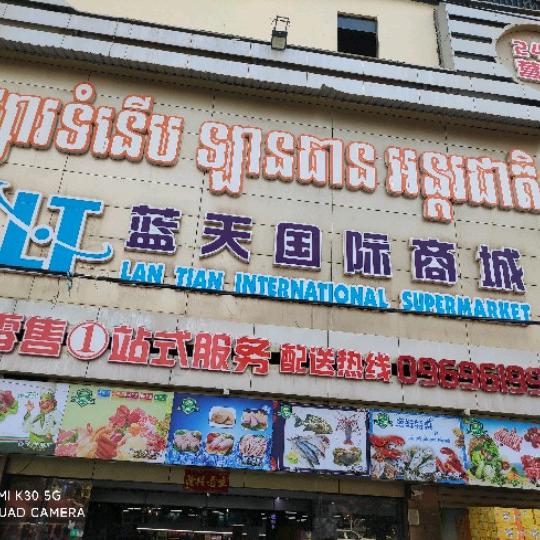 24
ផ្សារទំនើប ឡានធាន អន្តរជាតិ
L.T
蓝天国际商城
LAN TIAN INTERNATIONAL SUPERMARKET
零售①站式服务 配送热线
MI K30 5G
QUAD CAMERA